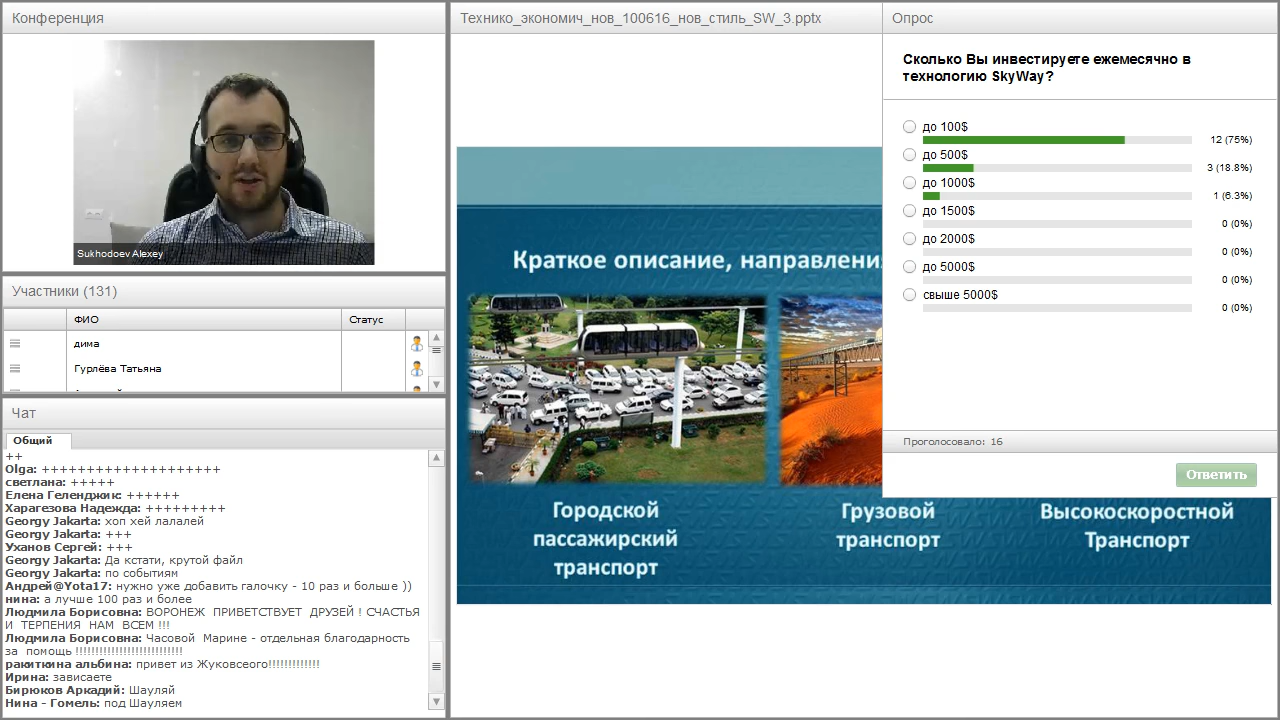 Конференция
Sukhodoev Alexey
Участники (131)
ФИО
Статус
дима
Гурлёва Татьяна
Чат
Общий
++
Olga: ++++++++++++++++++++
светлана: +++++
Елена Геленджик: ++++++
Харагезова Надежда: +++++++++
Georgy Jakarta: хоп хей лалалей
Georgy Jakarta: +++
Уханов Сергей: +++
Georgy Jakarta: Да кстати, крутой файл
Georgy Jakarta: по событиям
Андрей@Yota17: нужно уже добавить галочку - 10 раз и больше ))
нина: а лучше 100 раз и более
Людмила Борисовна: ВОРОНЕЖ ПРИВЕТСТВУЕТ ДРУЗЕЙ ! СЧАСТЬЯ
И ТЕРПЕНИЯ НАМ ВСЕМ !!!
Людмила Борисовна: Часовой Марине - отдельная благодарность
за помощь !!!!!!!!!!!!!!!!!!!!!!!!!!!
ракиткина альбина: привет из Жуковсеого!!!!!!!!!!!!!
Ирина: зависаете
Бирюков Аркадий: Шауляй
Нина - Гомель: под Шауляем
Технико_экономич_нов_100616_нов_стиль_SW_3.pptx
Краткое описание, направлени
Городской
пассажирский
транспорт
Грузовой
транспорт
Высокоскоростной
Транспорт
Опрос
Сколько Вы инвестируете ежемесячно в
технологию SkyWay?
до 100$
12 (75%)
до 500$
3 (18.8%)
до 1000$
1 (6.3%)
до 1500$
0 (0%)
до 2000$
0 (0%)
до 5000$
0 (0%)
свыше 5000$
0 (0%)
Проголосовало: 16
Ответить